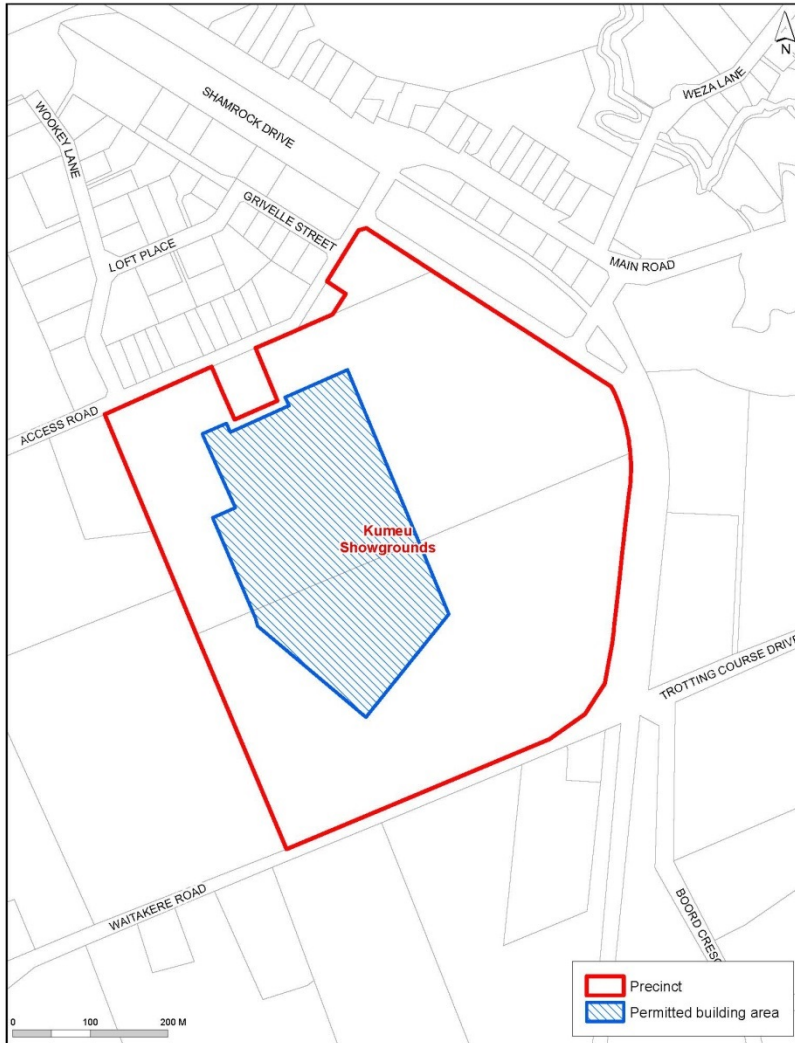 N
WEZA LANE
SHAMROCK DRIVE
WOOKEY LANE
GRIVELLE STREET
LOFT PLACE
MAIN ROAD
ACCESS ROAD
Kumeu
Showgrounds
TROTTING COURSE DRIVE
WAITAKERE ROAD
BOORD CRESC
Precinct
Permitted building area
0 100 200 M